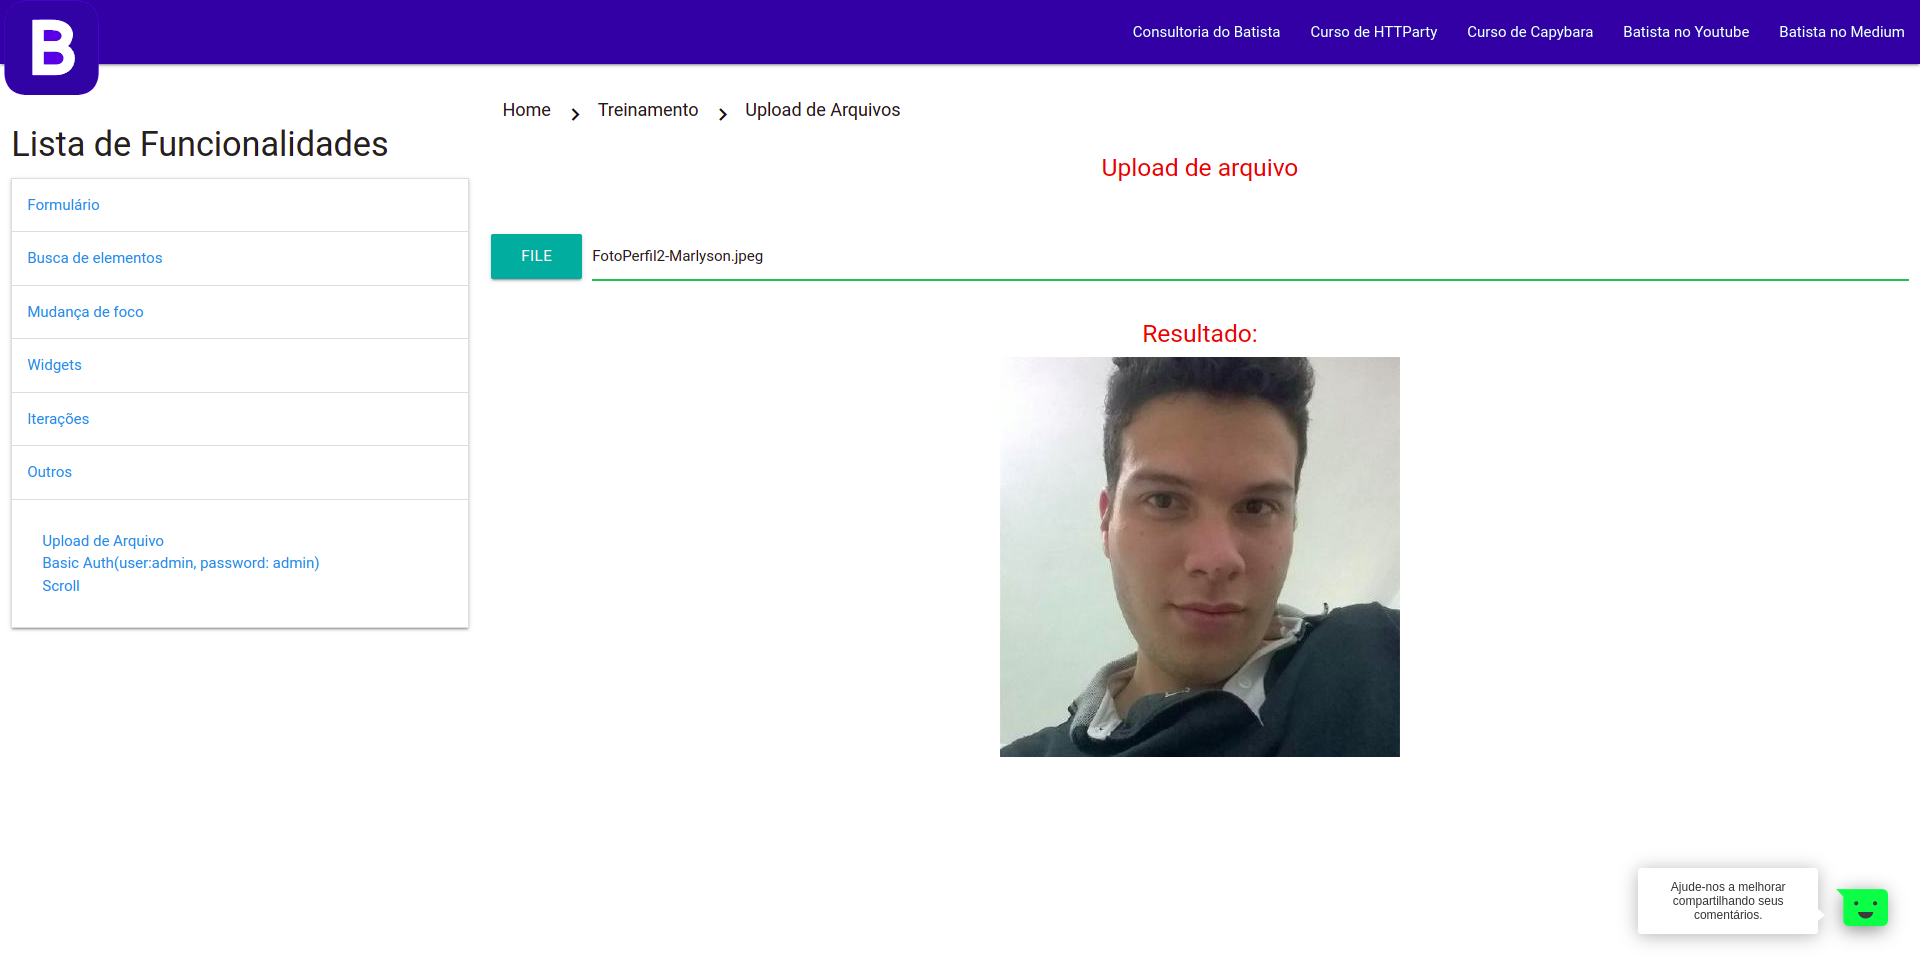 B
Consultoria do Batista
Curso de HTTParty
Curso de Capybara
Batista no Youtube
Batista no Medium
Home
Treinamento
Upload de Arquivos
Lista de Funcionalidades
Formulário
Busca de elementos
Mudança de foco
Widgets
Iterações
Outros
Upload de Arquivo
Basic Auth(user:admin, password: admin)
Scroll
Upload de arquivo
FILE
FotoPerfil2-Marlyson.jpeg
Resultado:
Ajude-nos a melhorar
compartilhando seus
comentários.